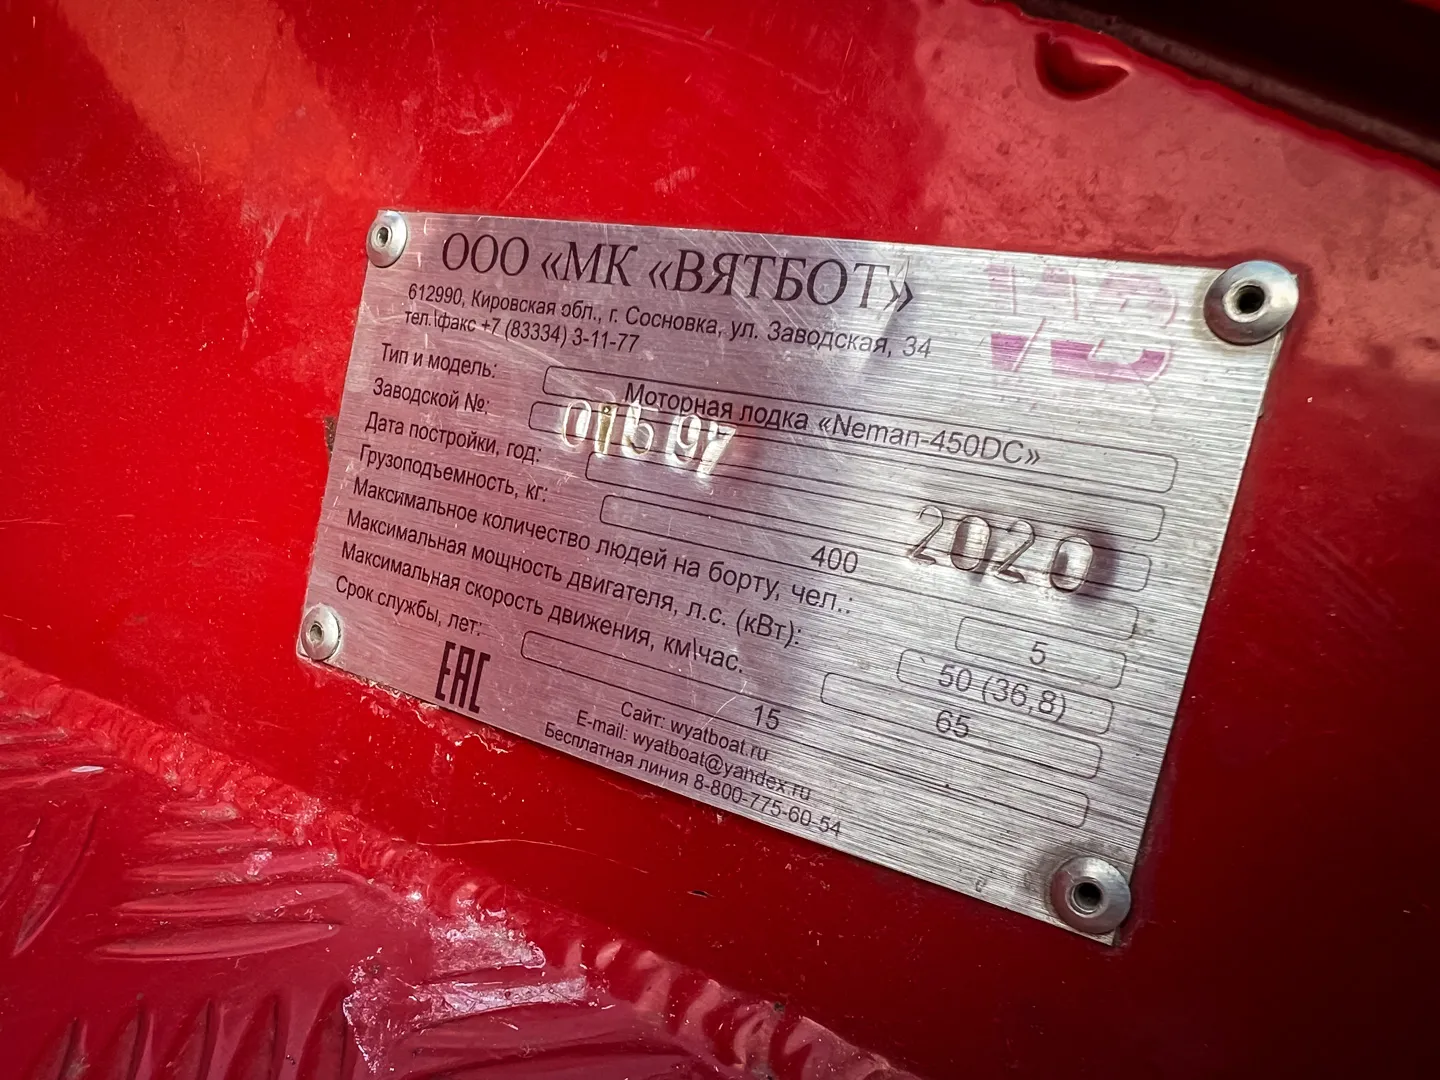 ООО «МК «ВЯТБОТ»
612990, Кировская обл., г. Сосновка, ул. Заводская, 34
тел.\факс +7 (83334) 3-11-77
Тип и модель: Моторная лодка «Neman-450DC»
Заводской №: 01597
Дата постройки, год: 2020
Грузоподъемность, кг: 400
Максимальное количество людей на борту, чел.: 5
Максимальная мощность двигателя, л.с. (кВт): 50 (36,8)
Максимальная скорость движения, км\час. 65
Срок службы, лет: 15
EAC
Сайт: wyatboat.ru
E-mail: wyatboat@yandex.ru
Бесплатная линия 8-800-775-60-54